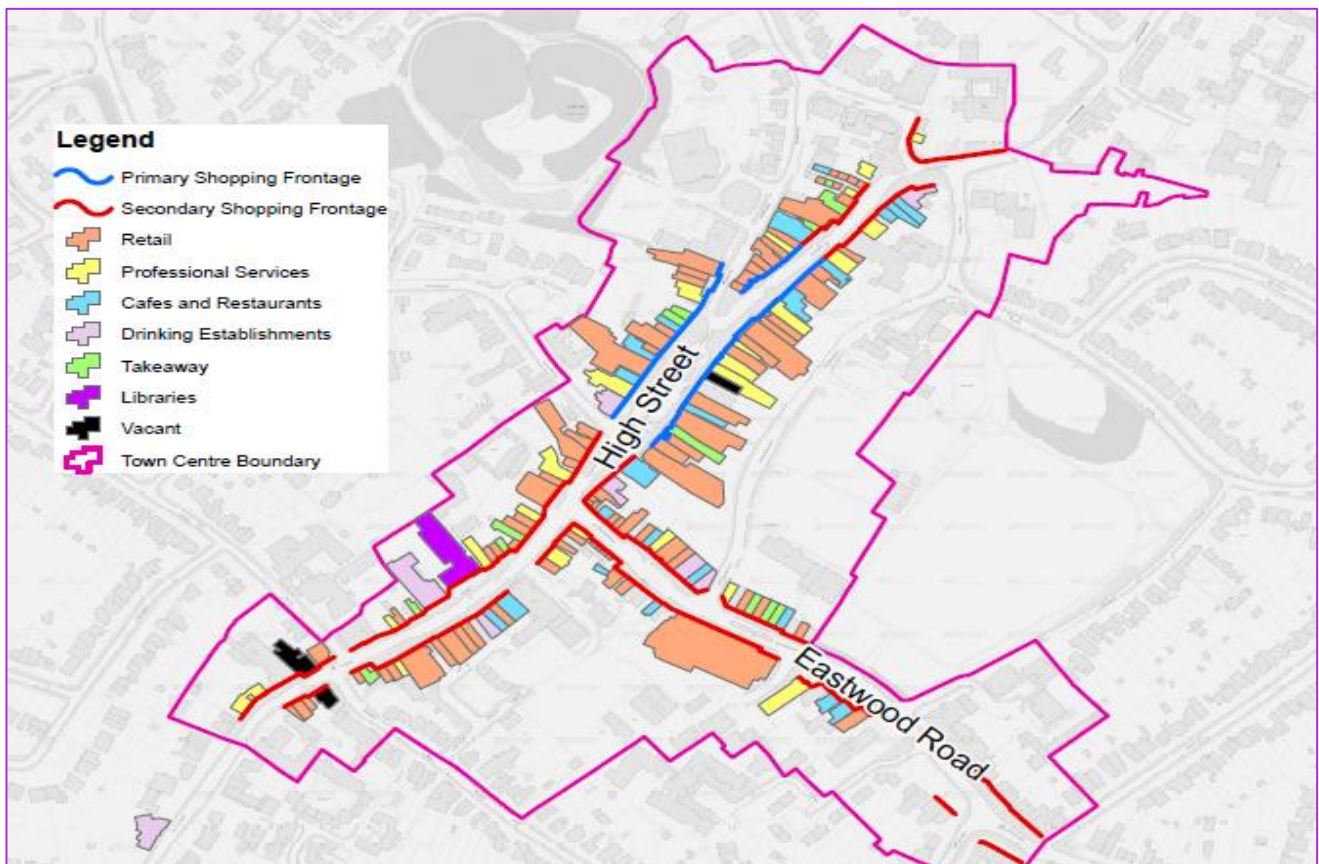 Legend
Primary Shopping Frontage
Secondary Shopping Frontage
Retail
Professional Services
Cafes and Restaurants
Drinking Establishments
Takeaway
Libraries
Vacant
Town Centre Boundary
High Street
Eastwood Road